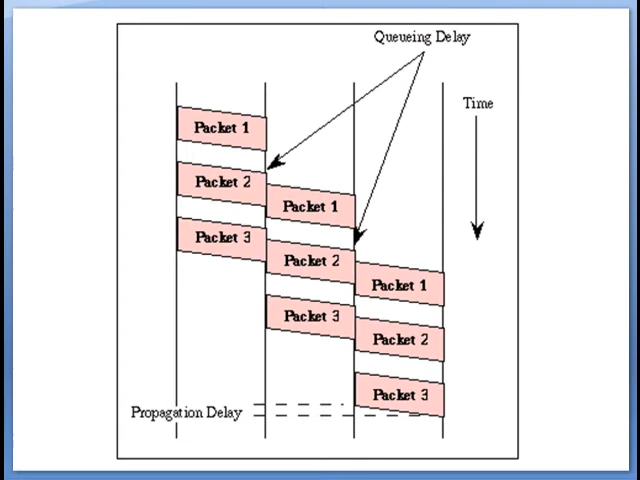 Queueing Delay
Time
Packet 1
Packet 2
Packet 3
Packet 1
Packet 2
Packet 3
Packet 1
Packet 2
Packet 3
Propagation Delay